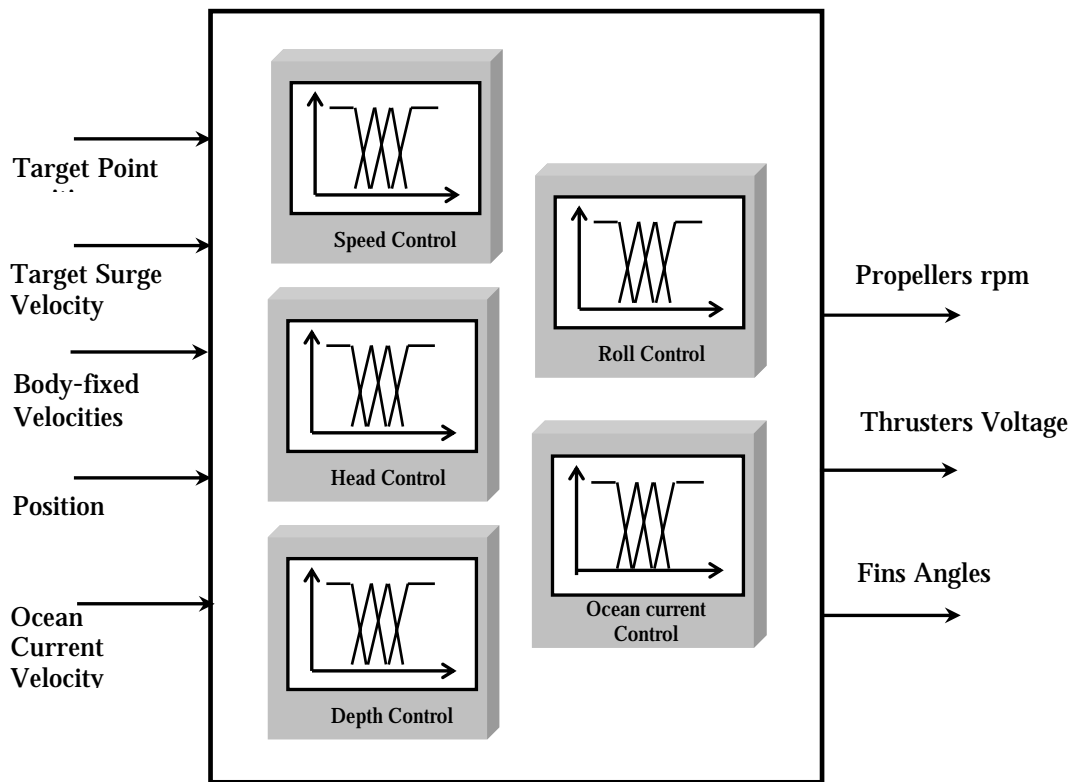 Target Point
Target Surge
Velocity
Body-fixed
Velocities
Position
Ocean
Current
Velocity
Speed Control
Head Control
Depth Control
Roll Control
Ocean current
Control
Propellers rpm
Thrusters Voltage
Fins Angles